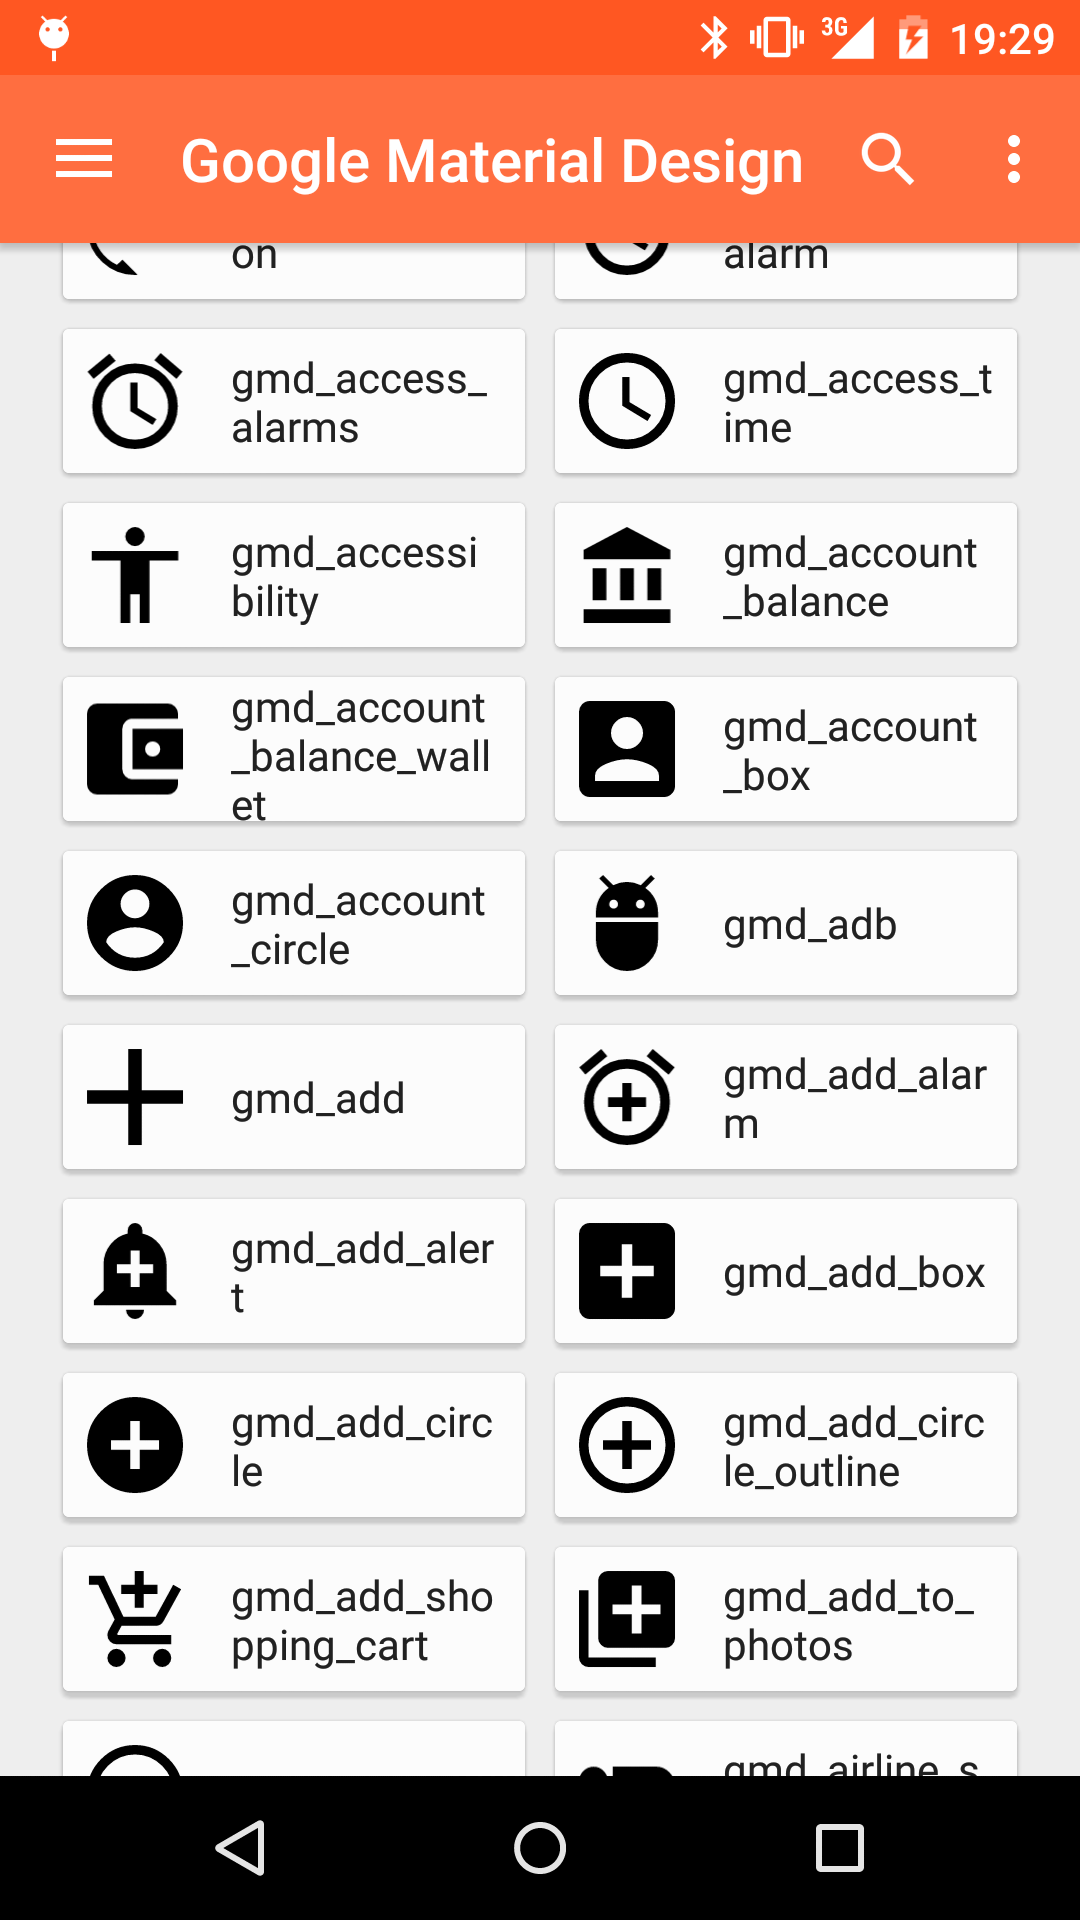 3G 19:29
Google Material Design
on
alarm
gmd_access_
alarms
gmd_access_t
ime
gmd_accessi
bility
gmd_account
_balance
gmd_account
_balance_wall
et
gmd_account
_box
gmd_account
_circle
gmd_adb
gmd_add
gmd_add_alar
m
gmd_add_aler
t
gmd_add_box
gmd_add_circ
le
gmd_add_circ
le_outline
gmd_add_sho
pping_cart
gmd_add_to_
photos
gmd_airline_s